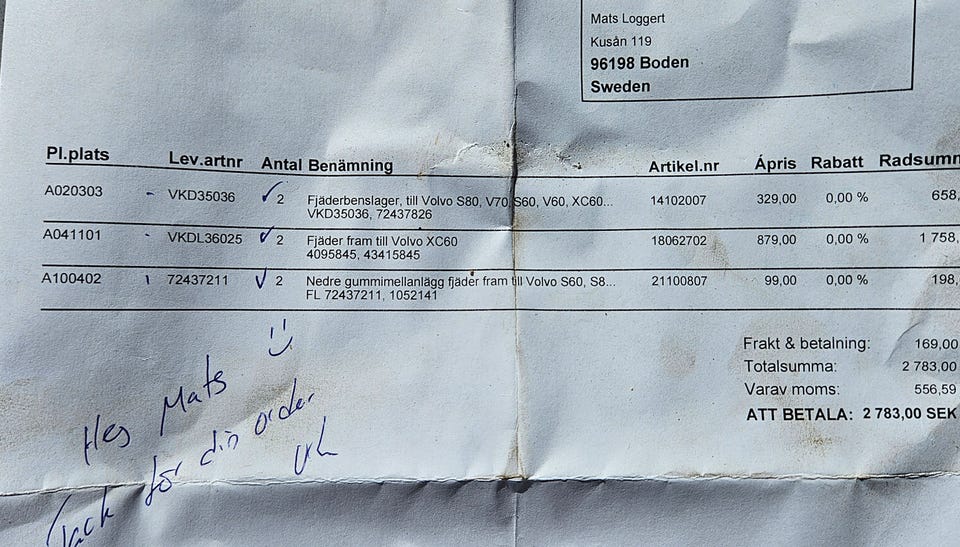 Mats Loggert
Kusån 119
96198 Boden
Sweden
Pl.plats Lev.artnr Antal Benämning Artikel.nr Ápris Rabatt Radsumm
A020303 - VKD35036 ✓ 2 Fjäderbenslager, till Volvo S80, V70, S60, V60, XC60... 14102007 329,00 0,00 % 658,
VKD35036, 72437826
A041101 - VKDL36025 ✓ 2 Fjäder fram till Volvo XC60 18062702 879,00 0,00 % 1 758,
4095845, 43415845
A100402 72437211 ✓ 2 Nedre gummimellanlägg fjäder fram till Volvo S60, S8... 21100807 99,00 0,00 % 198,
FL 72437211, 1052141
Frakt & betalning: 169,00
Totalsumma: 2 783,00
Varav moms: 556,59
ATT BETALA: 2 783,00 SEK
Hej Mats
Tack för din order